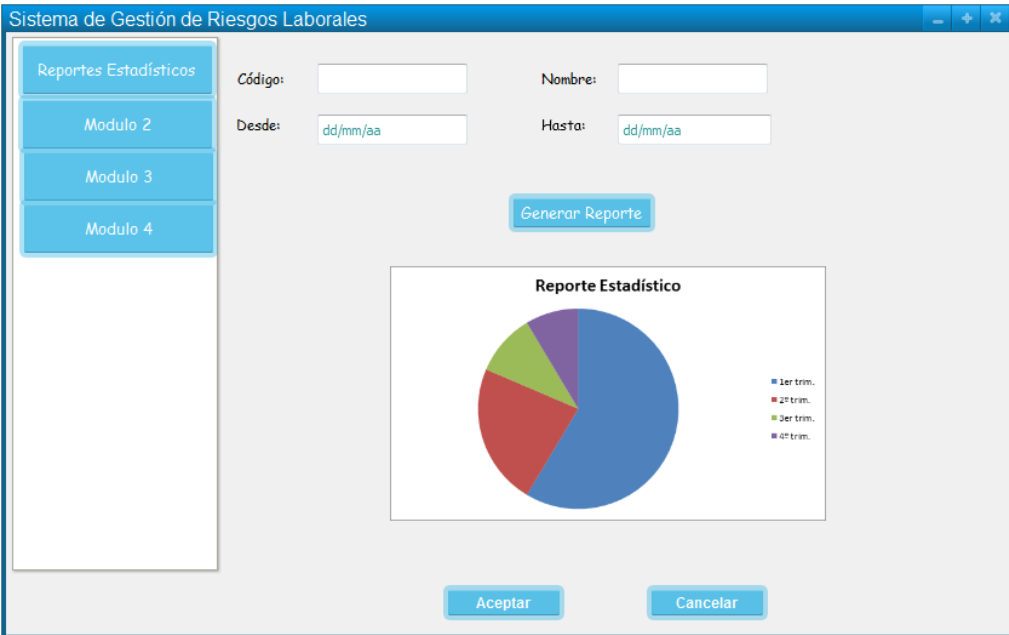 Sistema de Gestión de Riesgos Laborales
Reportes Estadísticos
Modulo 2
Modulo 3
Modulo 4
Código:
Nombre:
Desde:
dd/mm/aa
Hasta:
dd/mm/aa
Generar Reporte
Reporte Estadístico
1er trim.
2º trim.
3er trim.
4º trim.
Aceptar
Cancelar